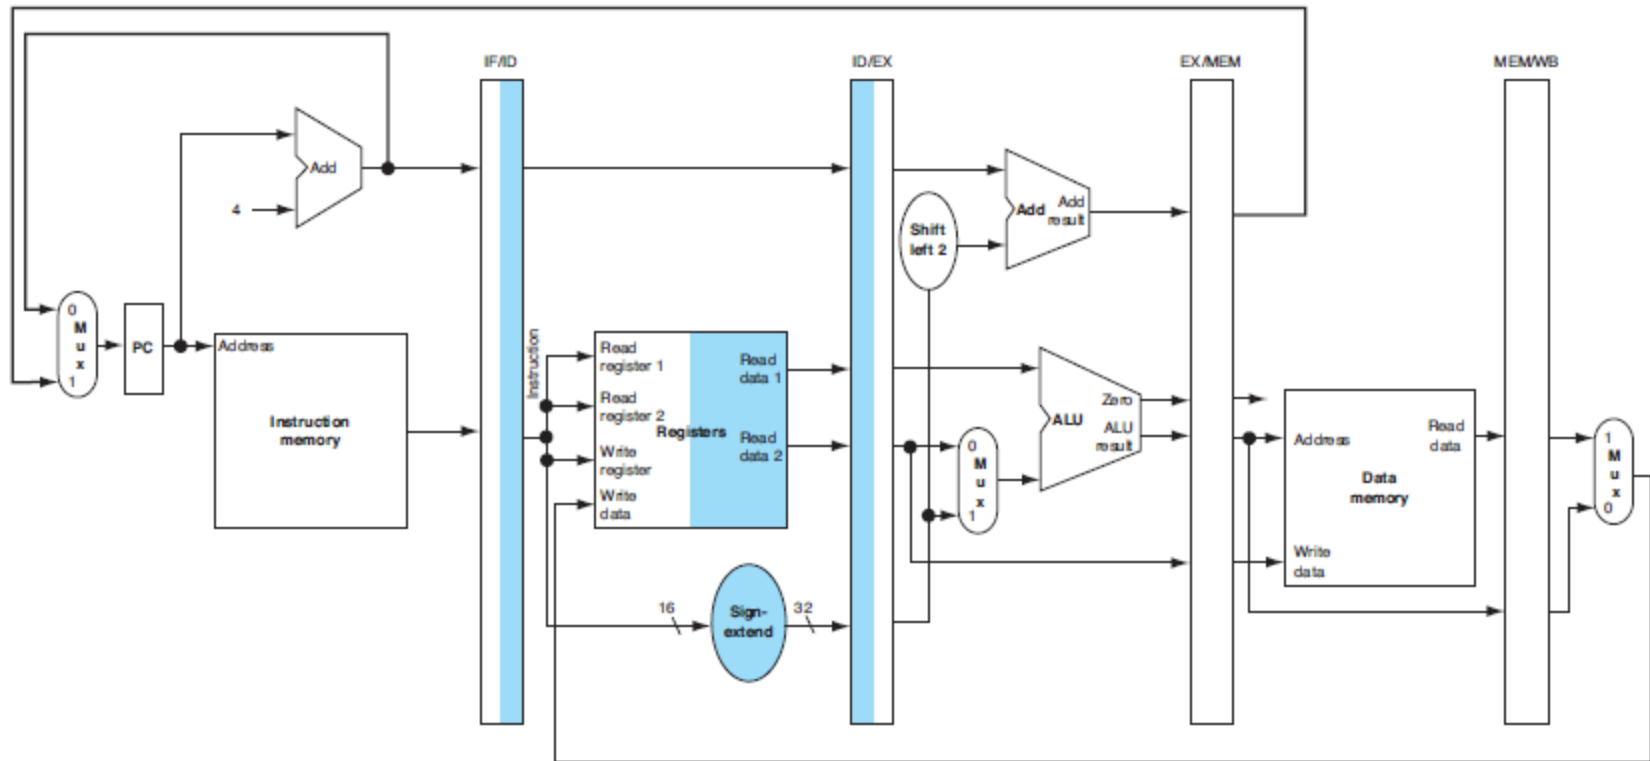 IF/ID
ID/EX
EX/MEM
MEM/WB
Add
4
Add
Add
result
Shift
left 2
0
M
u
x
1
PC
Address
Instruction
memory
Instruction
Read
register 1
Read
register 2
Registers
Write
register
Write
data
Read
data 1
Read
data 2
16
Sign-
extend
32
0
M
u
x
1
Zero
ALU
ALU
result
Address
Read
data
Data
memory
Write
data
1
M
u
x
0